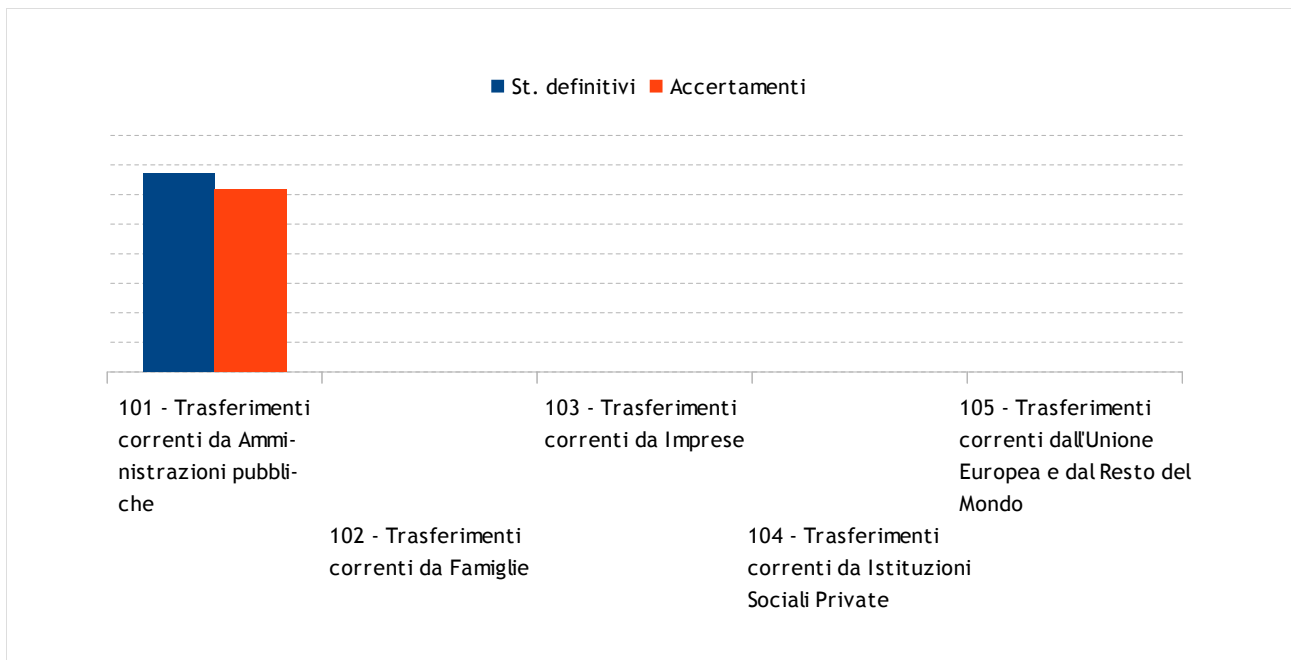 St. definitivi Accertamenti
101 - Trasferimenti
correnti da Ammi-
nistrazioni pubbli-
che
102 - Trasferimenti
correnti da Famiglie
103 - Trasferimenti
correnti da Imprese
104 - Trasferimenti
correnti da Istituzioni
Sociali Private
105 - Trasferimenti
correnti dall'Unione
Europea e dal Resto del
Mondo